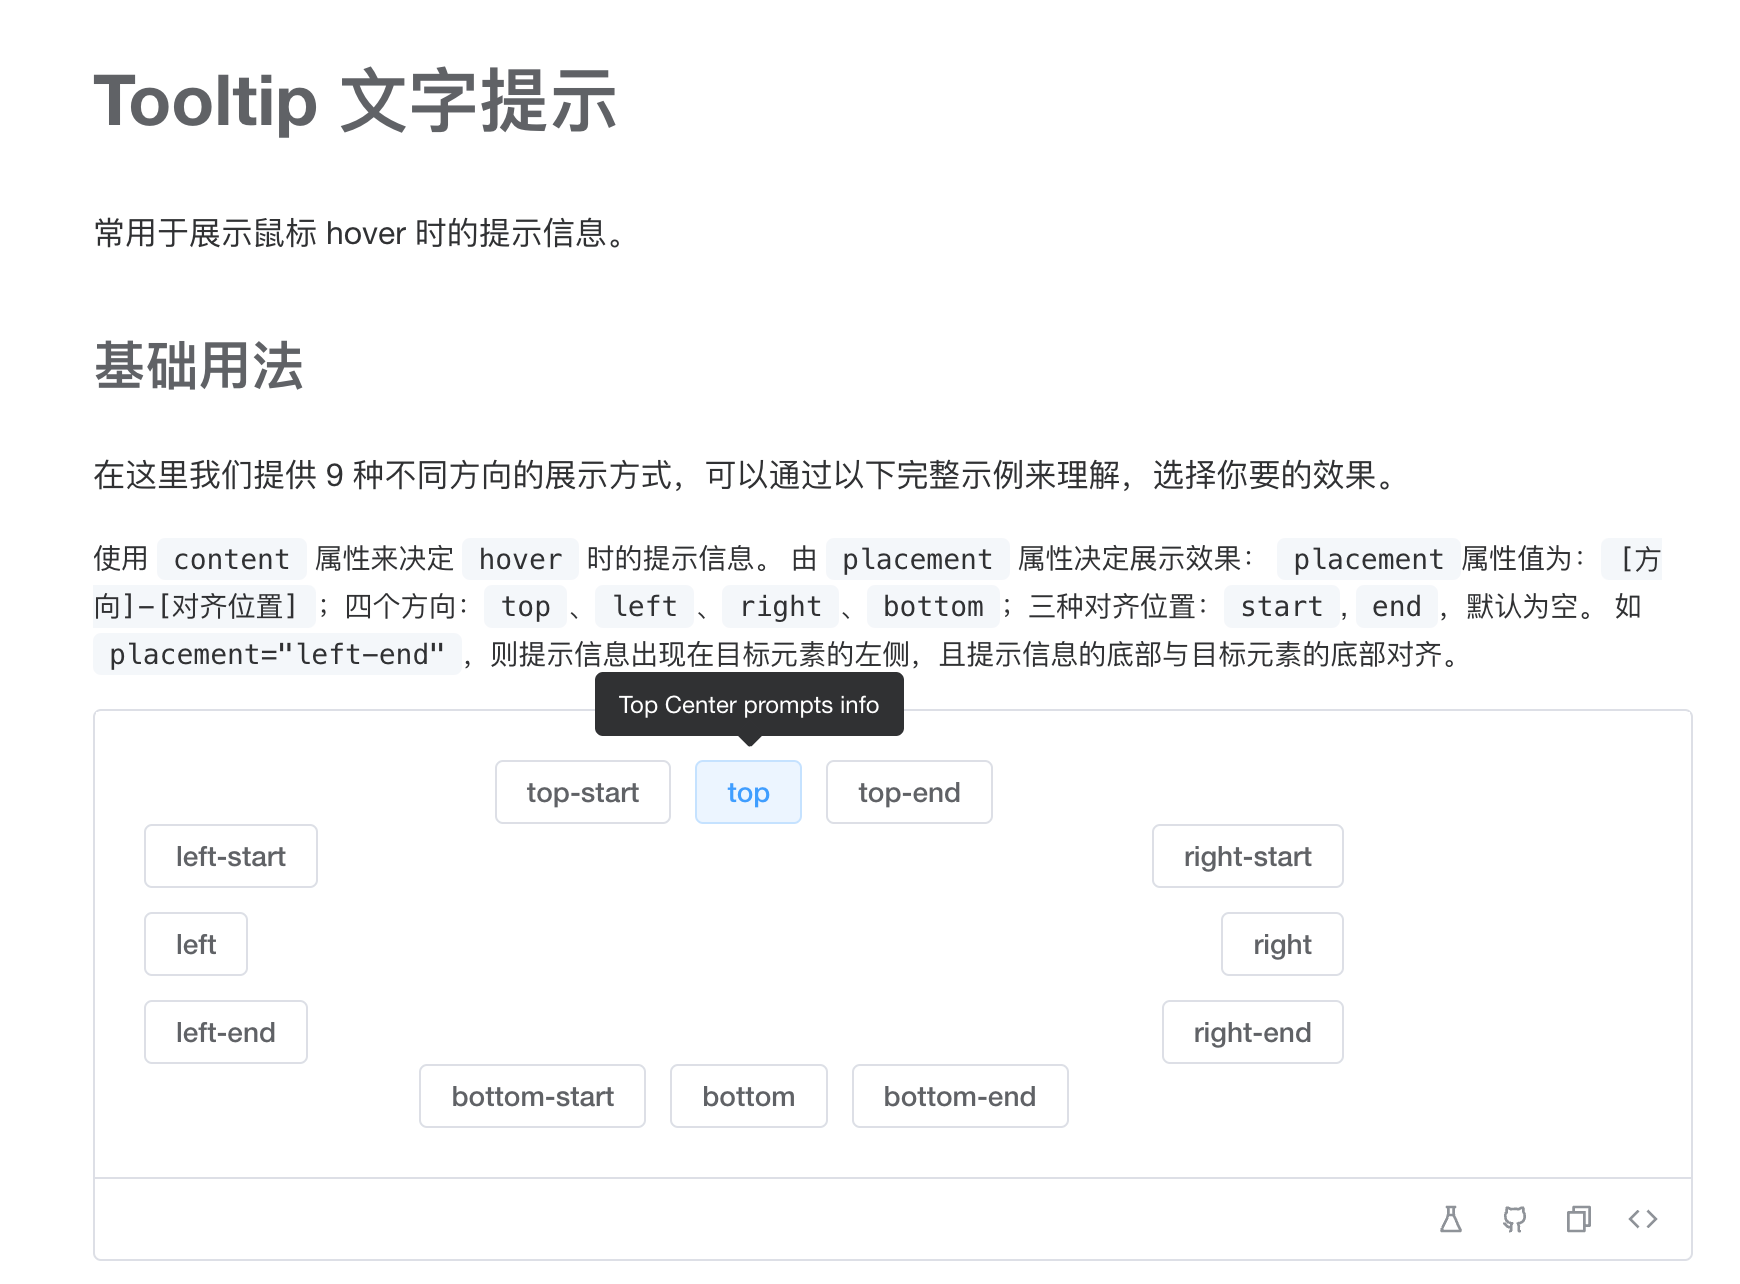 Tooltip 文字提示
常用于展示鼠标 hover 时的提示信息。
基础用法
在这里我们提供 9 种不同方向的展示方式，可以通过以下完整示例来理解，选择你要的效果。
使用 content 属性来决定 hover 时的提示信息。 由 placement 属性决定展示效果： placement属性值为： [方
向]-[对齐位置] ；四个方向： top 、 left 、 right 、 bottom ；三种对齐位置： start , end ，默认为空。 如
placement="left-end" ，则提示信息出现在目标元素的左侧，且提示信息的底部与目标元素的底部对齐。
Top Center prompts info
top-start top top-end
left-start right-start
left right
left-end right-end
bottom-start bottom bottom-end